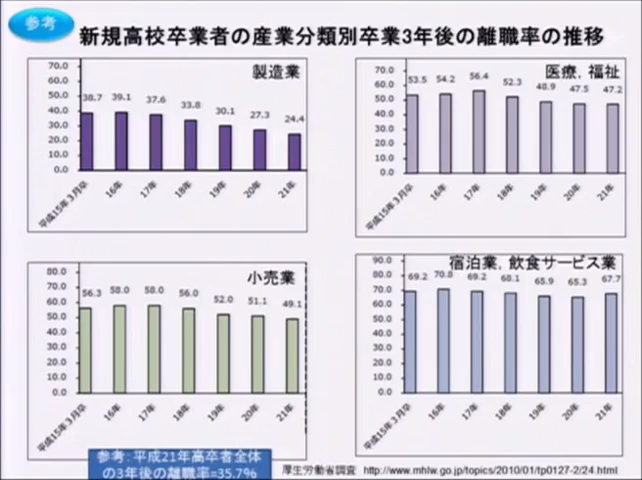 参考
新規高校卒業者の産業分類別卒業3年後の離職率の推移
製造業
70.0
60.0
50.0
40.0
30.0
20.0
10.0
0.0
38.7 39.1 37.6 33.8 30.1 27.3 24.4
平成15年3月卒 16年 17年 18年 19年 20年 21年
医療，福祉
70.0
60.0
50.0
40.0
30.0
20.0
10.0
0.0
53.5 54.2 56.4 52.3 48.9 47.5 47.2
平成15年3月卒 16年 17年 18年 19年 20年 21年
小売業
80.0
70.0
60.0
50.0
40.0
30.0
20.0
10.0
0.0
56.3 58.0 58.0 56.0 52.0 51.1 49.1
平成15年3月卒 16年 17年 18年 19年 20年 21年
宿泊業，飲食サービス業
90.0
80.0
70.0
60.0
50.0
40.0
30.0
20.0
10.0
0.0
69.2 70.8 69.2 68.1 65.9 65.3 67.7
平成15年3月卒 16年 17年 18年 19年 20年 21年
参考：平成21年高卒者全体
の3年後の離職率=35.7%
厚生労働省調査 http://www.mhlw.go.jp/topics/2010/01/tp0127-2/24.html